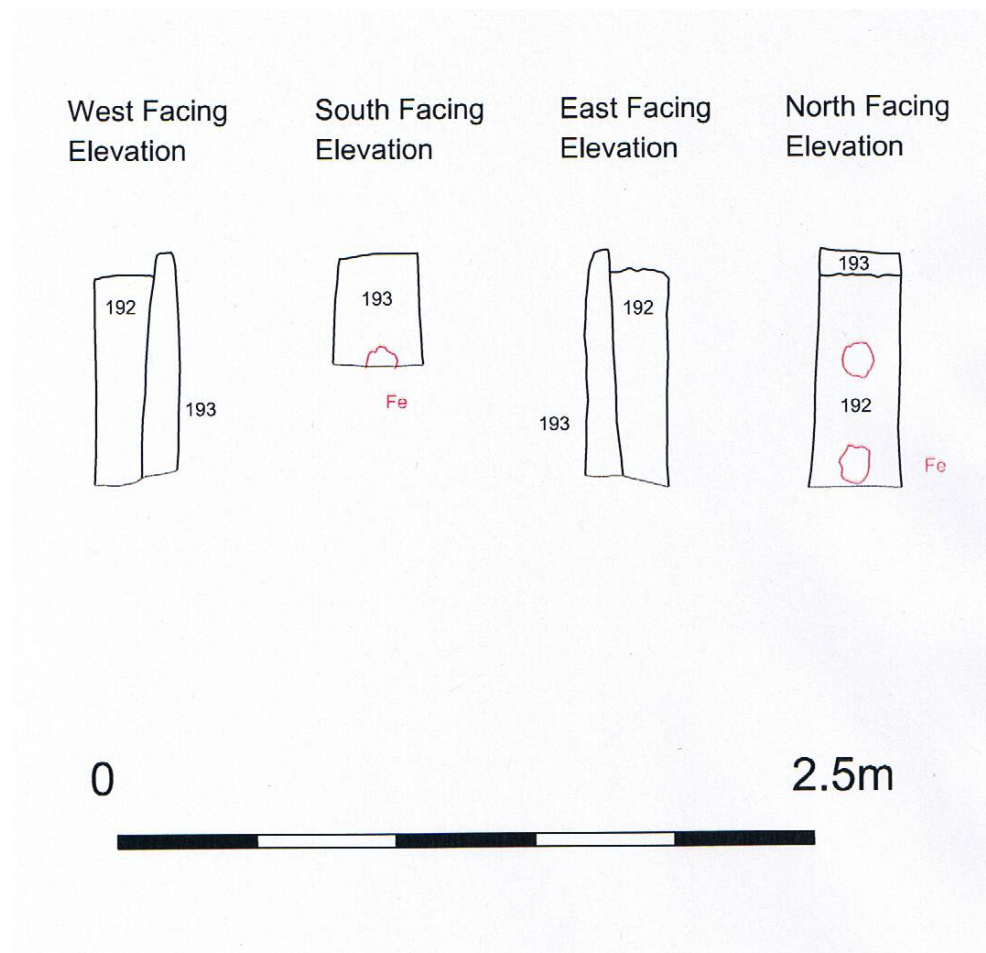 West Facing
Elevation
South Facing
Elevation
East Facing
Elevation
North Facing
Elevation
192
193
193
Fe
192
193
193
192
Fe
0
2.5m